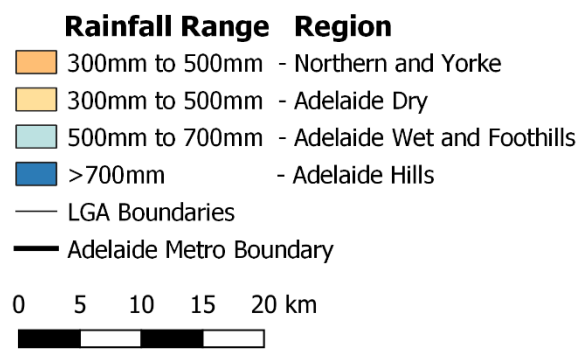 Rainfall Range Region
300mm to 500mm - Northern and Yorke
300mm to 500mm - Adelaide Dry
500mm to 700mm - Adelaide Wet and Foothills
>700mm - Adelaide Hills
LGA Boundaries
Adelaide Metro Boundary
0 5 10 15 20 km